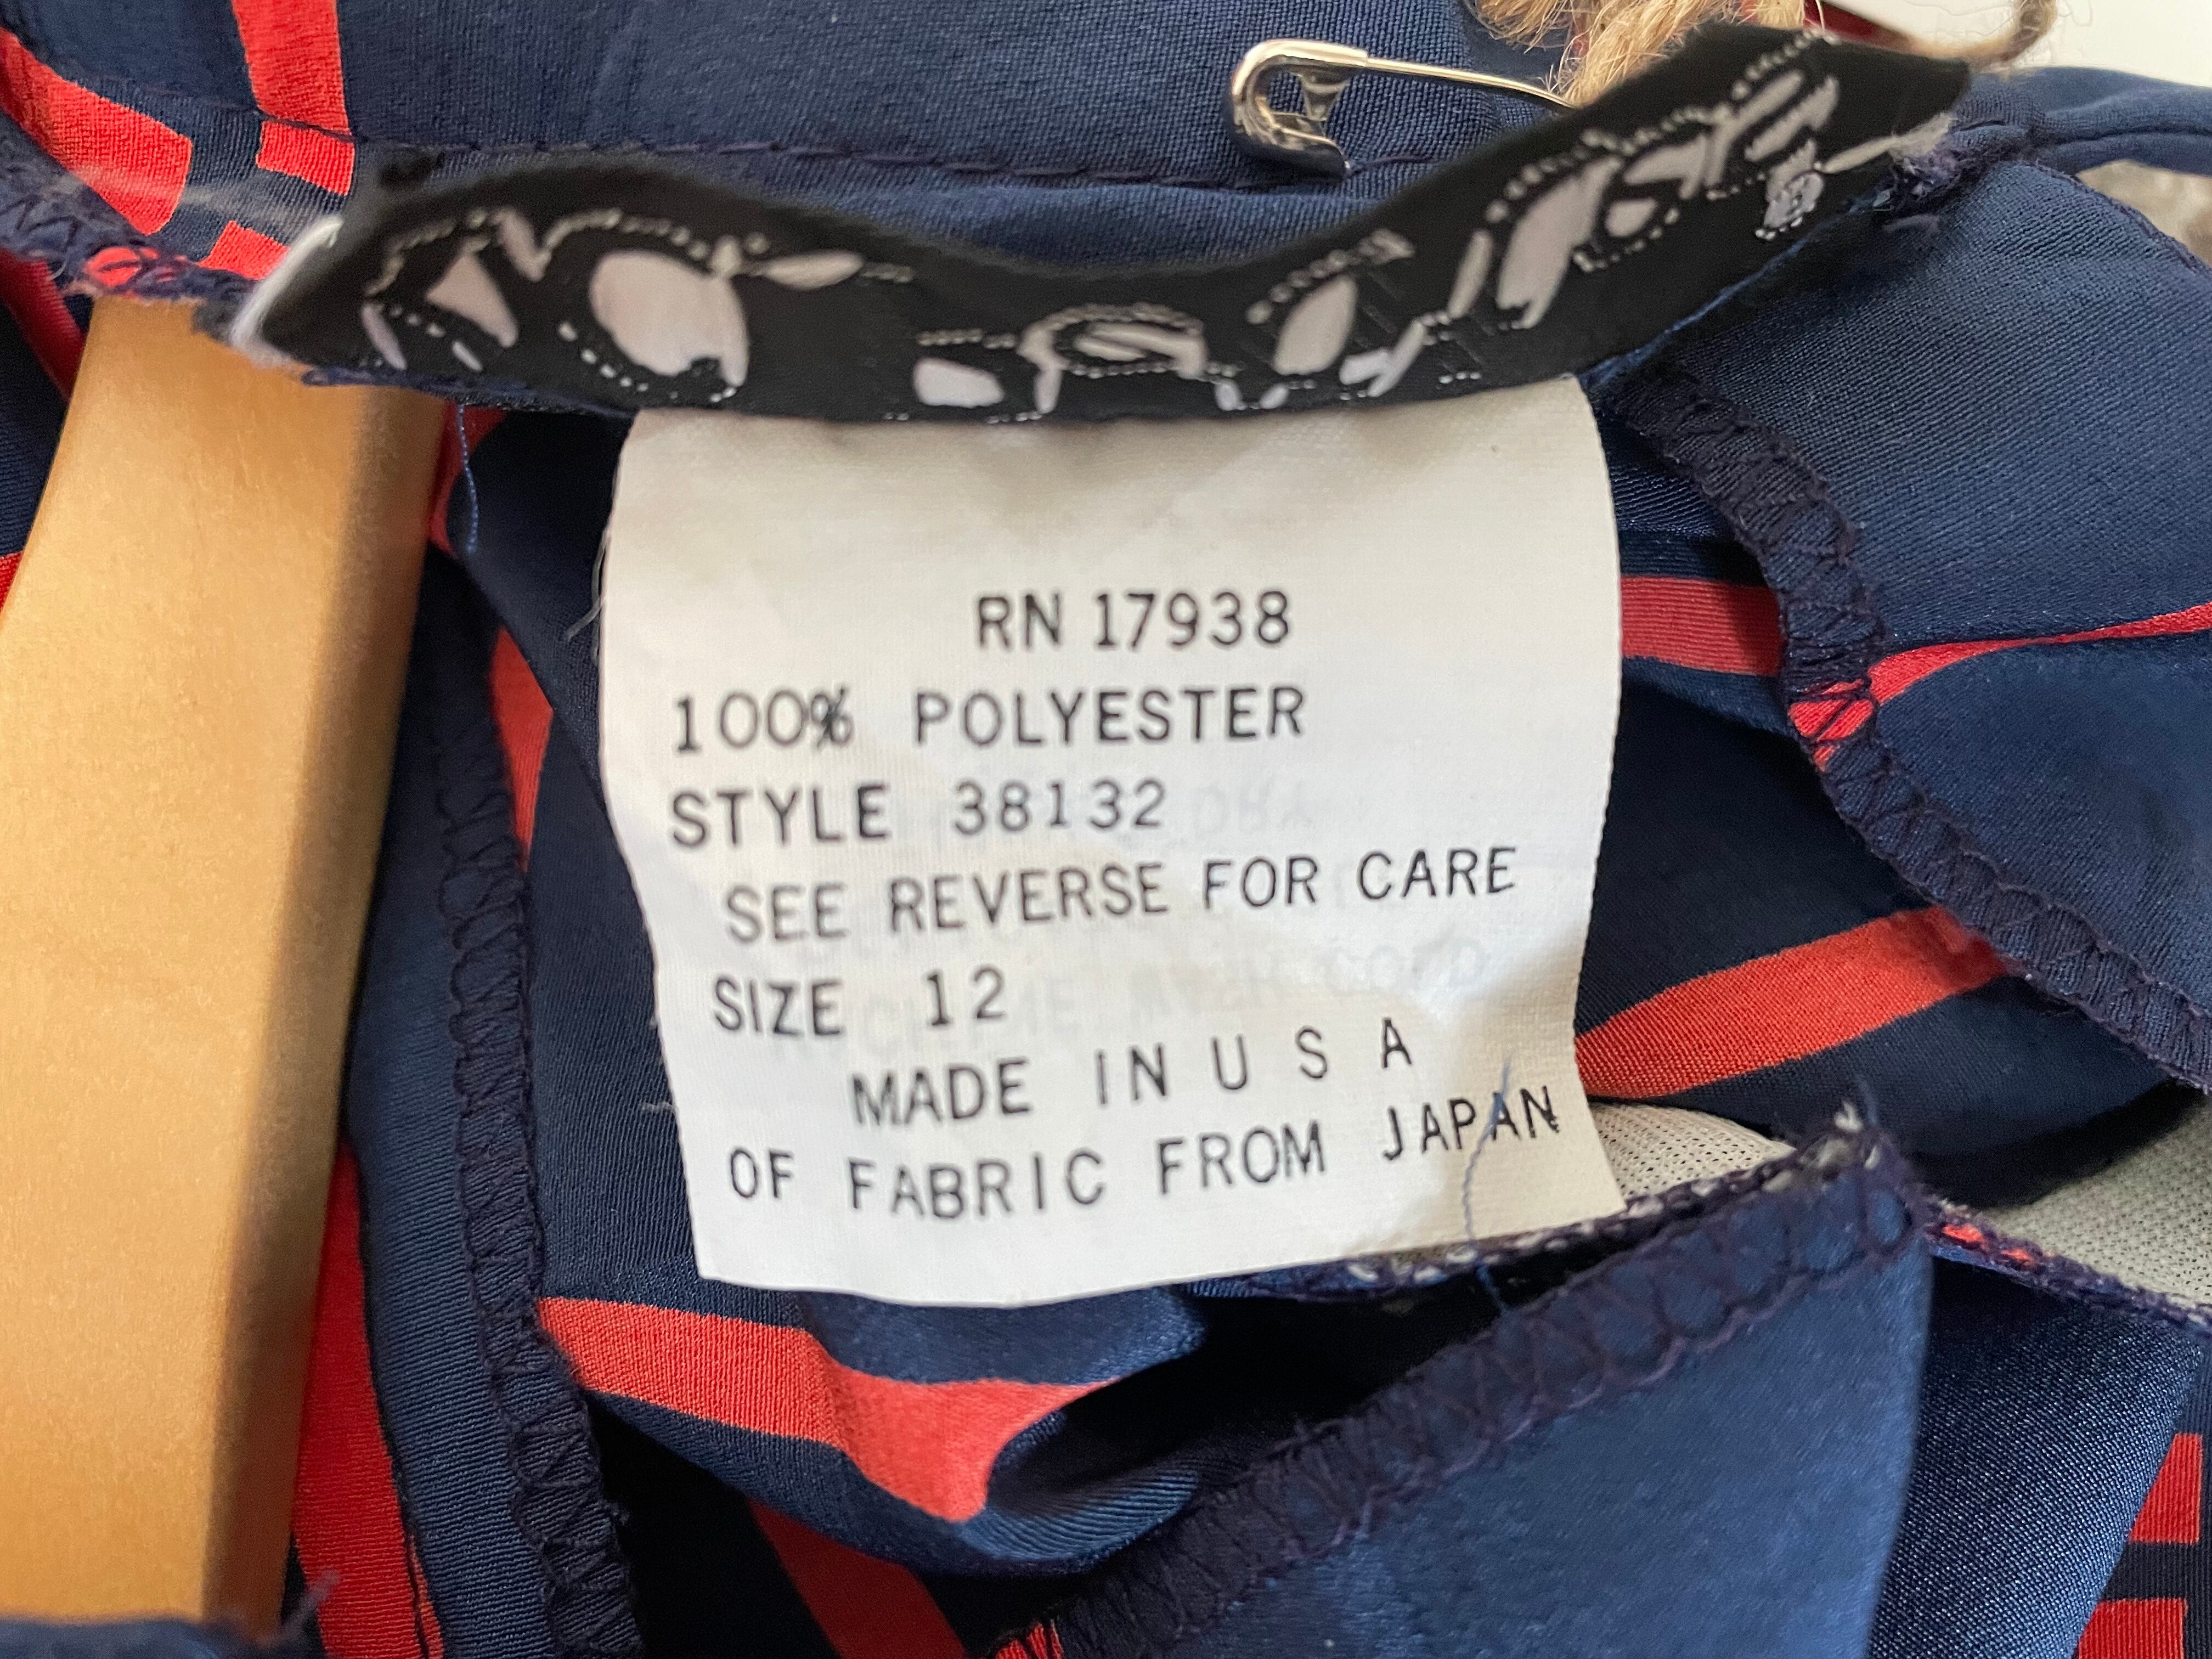 RN 17938
100% POLYESTER
STYLE 38132
SEE REVERSE FOR CARE
SIZE 12
MADE IN U S A
OF FABRIC FROM JAPAN